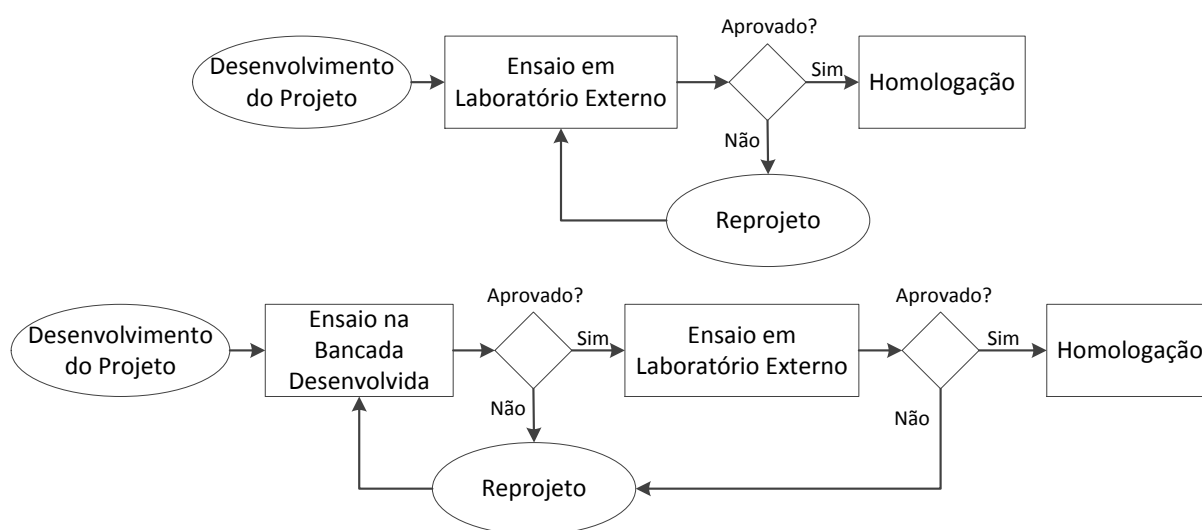 Aprovado?
Desenvolvimento
do Projeto
Ensaio em
Laboratório Externo
Sim
Homologação
Não
Reprojeto
Aprovado?
Aprovado?
Desenvolvimento
do Projeto
Ensaio na
Bancada
Desenvolvida
Sim
Ensaio em
Laboratório Externo
Sim
Homologação
Não
Não
Reprojeto